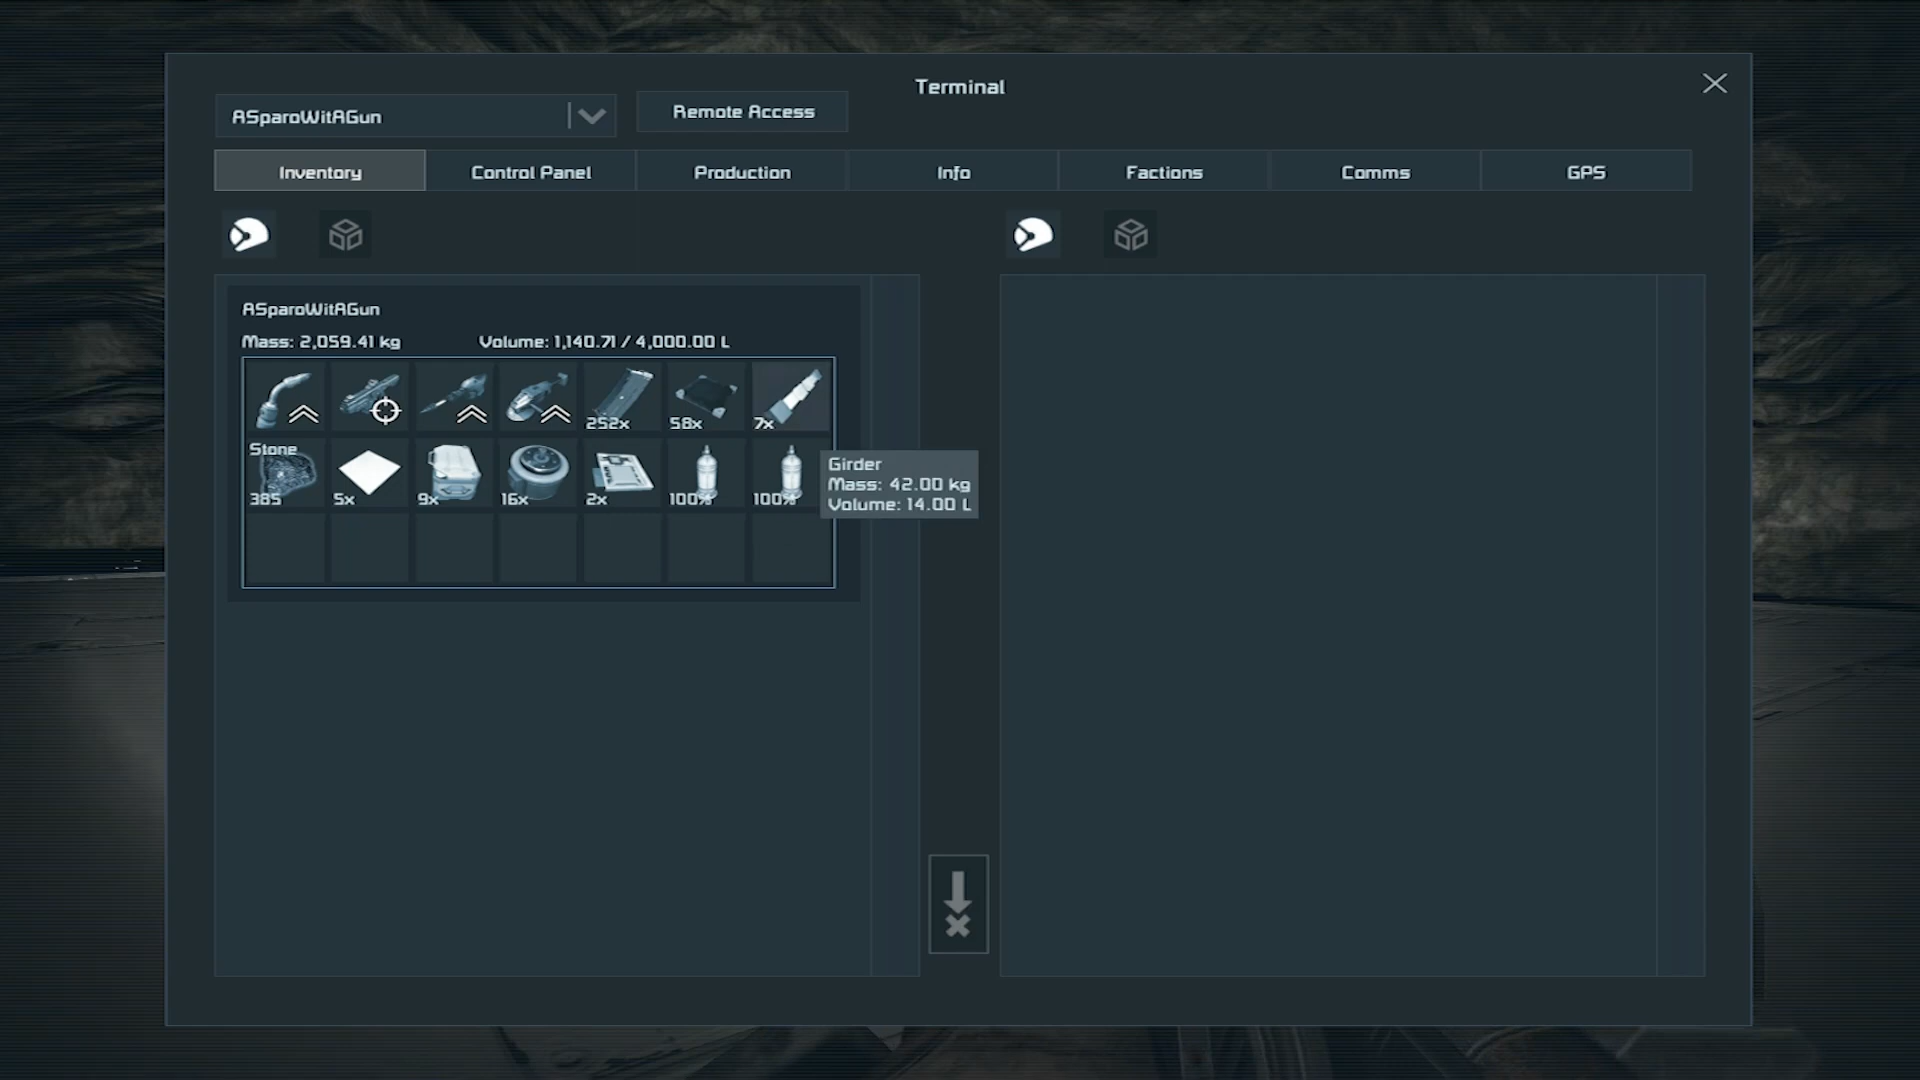 Terminal
ASparoWitAGun
Remote Access
Inventory
Control Panel
Production
Info
Factions
Comms
GPS
ASparoWitAGun
Mass: 2,059.41 kg
Volume: 1,140.71 / 4,000.00 L
252x
58x
7x
Stone
385
5x
9x
16x
2x
100%
100%
Girder
Mass: 42.00 kg
Volume: 14.00 L